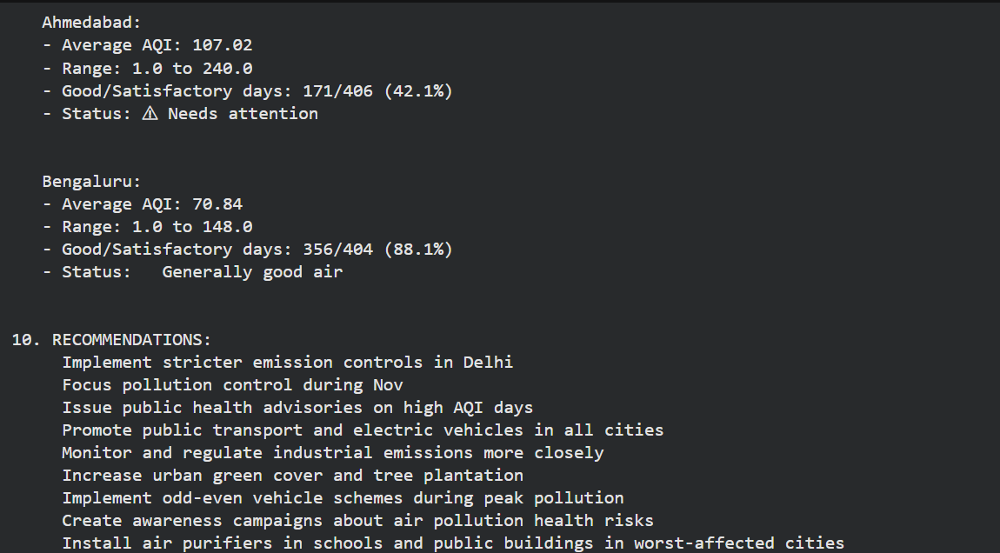 Ahmedabad:
- Average AQI: 107.02
- Range: 1.0 to 240.0
- Good/Satisfactory days: 171/406 (42.1%)
- Status: ⚠ Needs attention
Bengaluru:
- Average AQI: 70.84
- Range: 1.0 to 148.0
- Good/Satisfactory days: 356/404 (88.1%)
- Status:   Generally good air
10. RECOMMENDATIONS:
Implement stricter emission controls in Delhi
Focus pollution control during Nov
Issue public health advisories on high AQI days
Promote public transport and electric vehicles in all cities
Monitor and regulate industrial emissions more closely
Increase urban green cover and tree plantation
Implement odd-even vehicle schemes during peak pollution
Create awareness campaigns about air pollution health risks
Install air purifiers in schools and public buildings in worst-affected cities